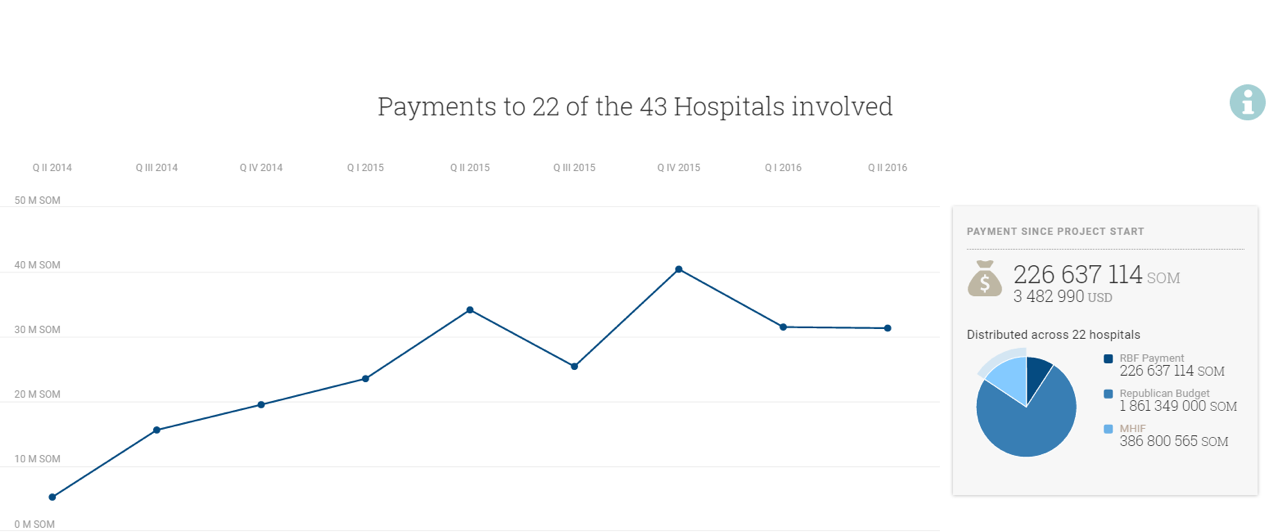 Payments to 22 of the 43 Hospitals involved
Q II 2014
Q III 2014
Q IV 2014
Q I 2015
Q II 2015
Q III 2015
Q IV 2015
Q I 2016
Q II 2016
50 M SOM
40 M SOM
30 M SOM
20 M SOM
10 M SOM
0 M SOM
PAYMENT SINCE PROJECT START
$
226 637 114 SOM
3 482 990 USD
Distributed across 22 hospitals
RBF Payment
226 637 114 SOM
Republican Budget
1 861 349 000 SOM
MHIF
386 800 565 SOM